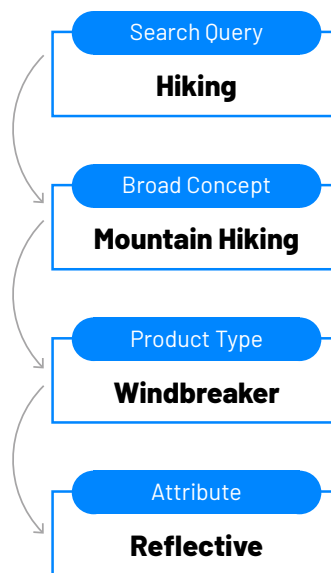 Search Query
Hiking
Broad Concept
Mountain Hiking
Product Type
Windbreaker
Attribute
Reflective